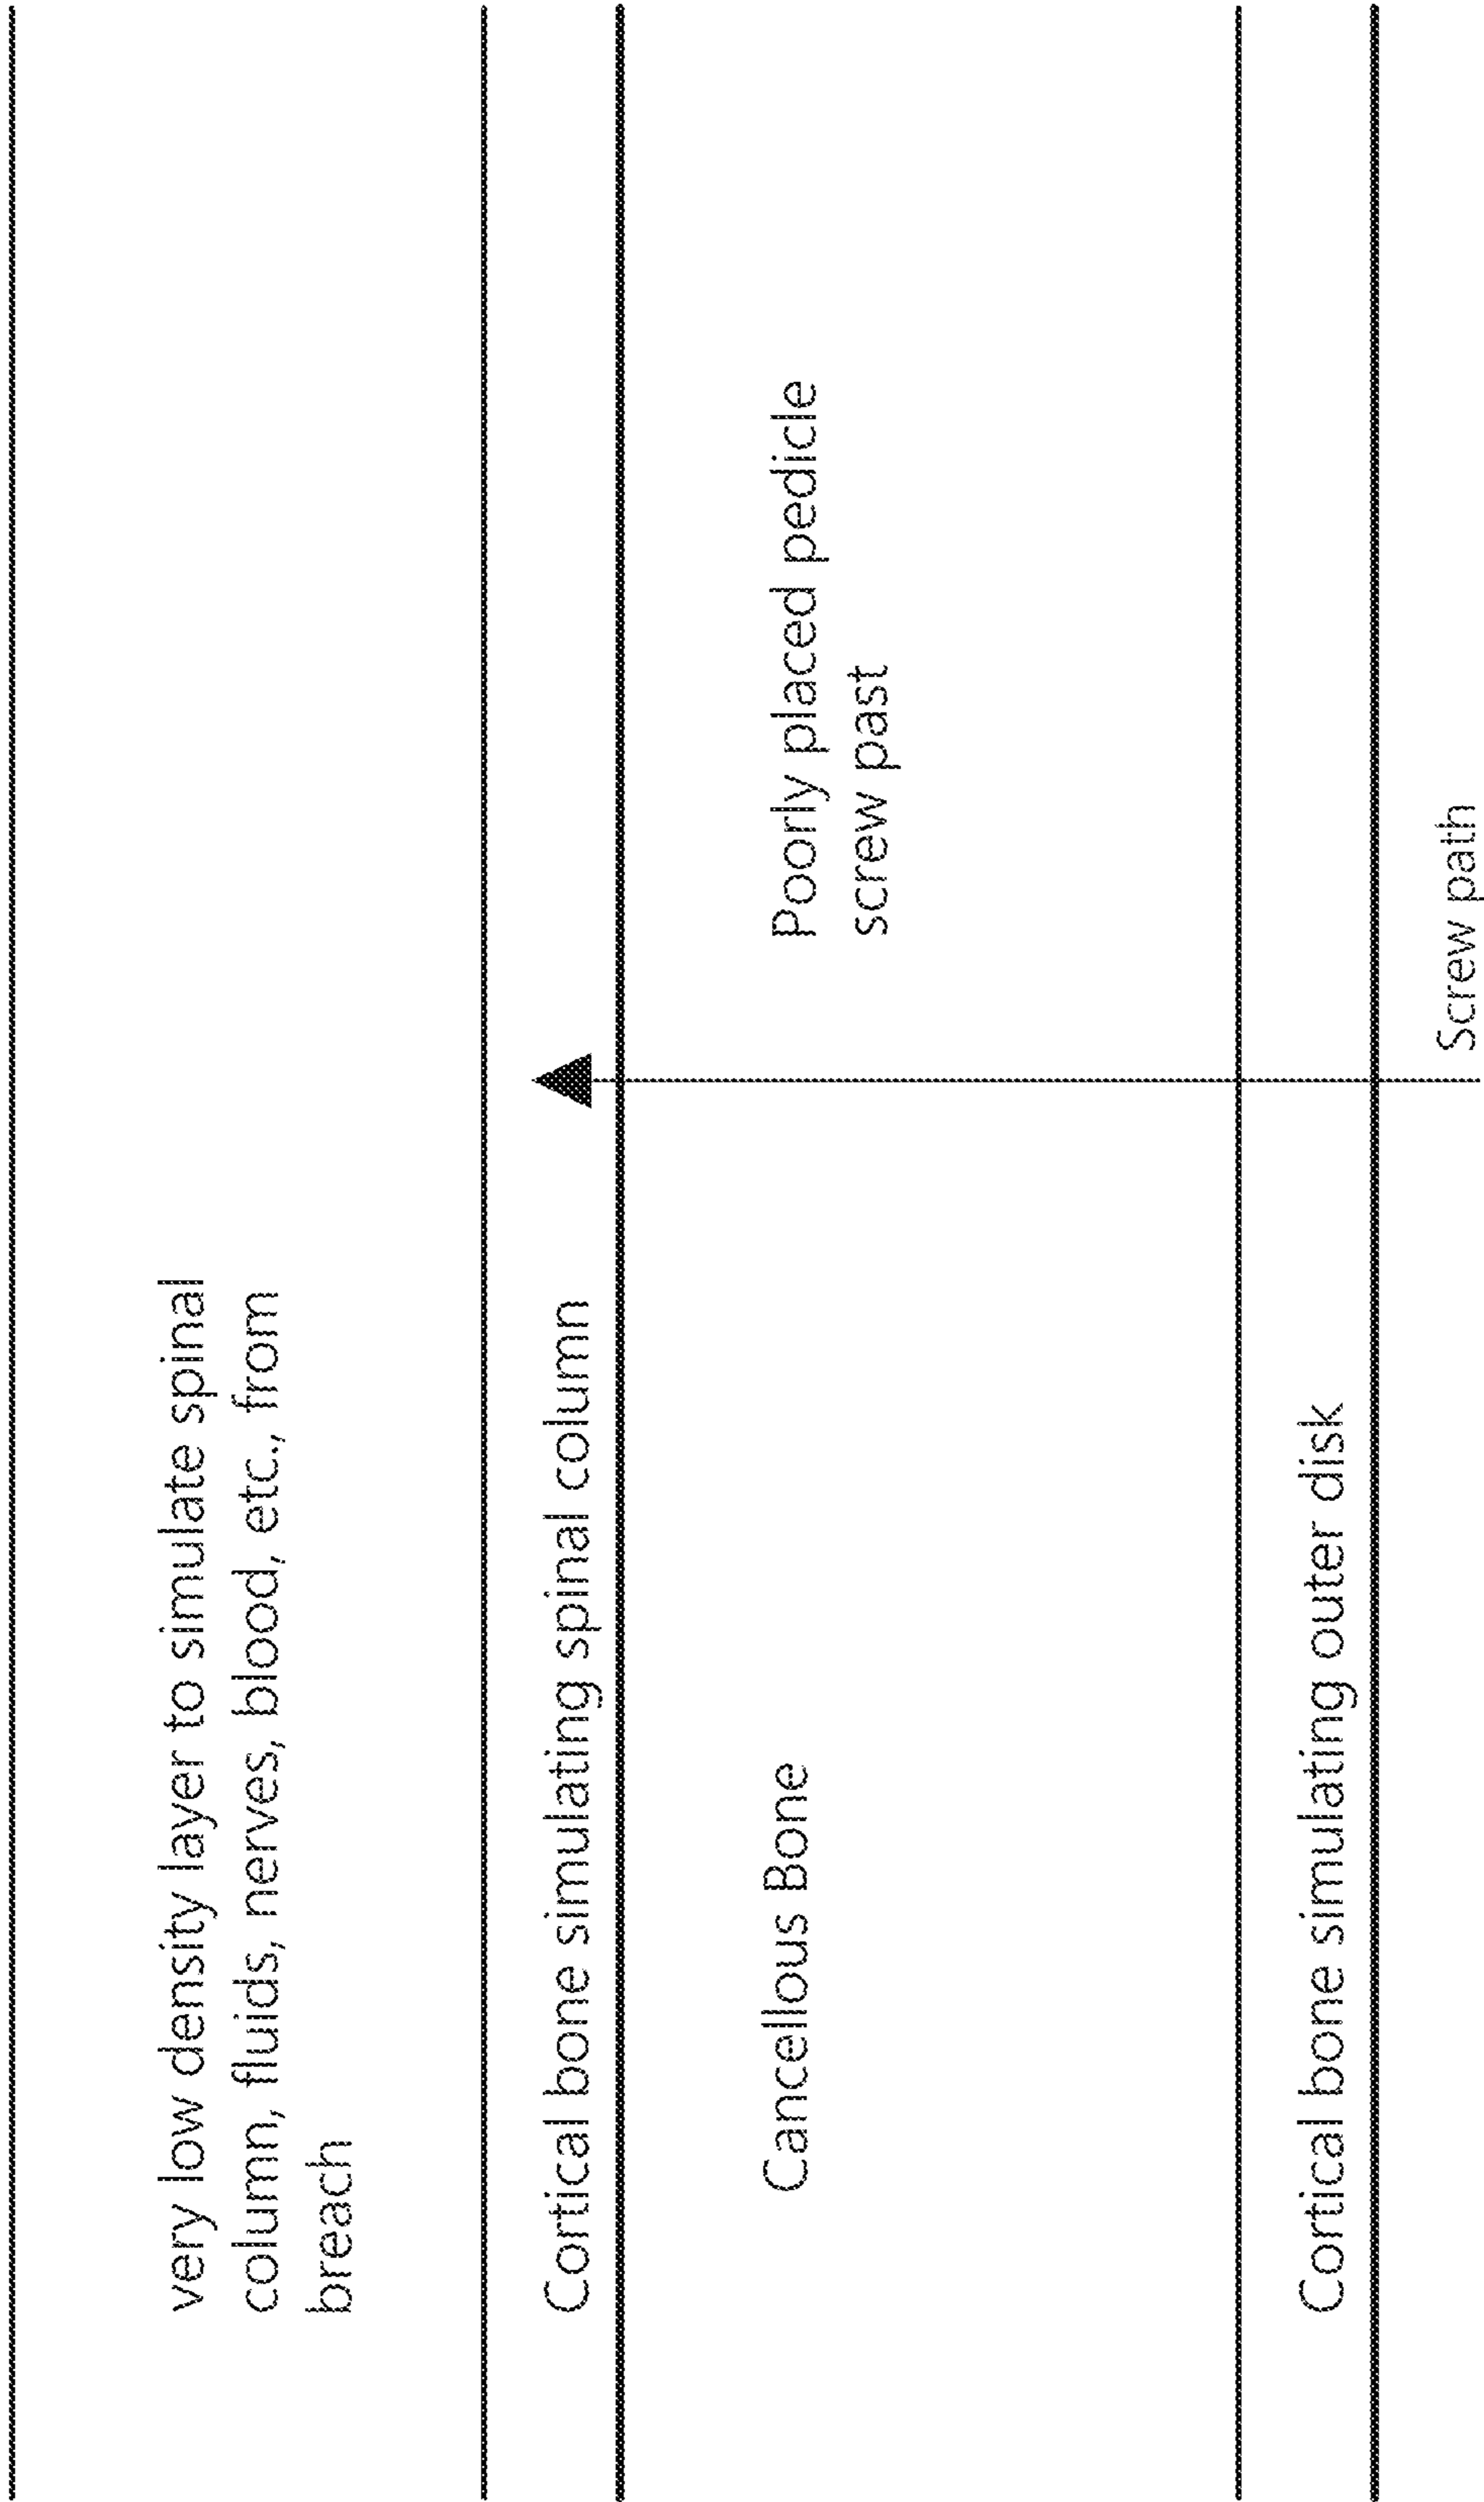 very low density layer to simulate spinal
column, fluids, nerves, blood, etc., from
breach
Cortical bone simulating spinal column
Poorly placed pedicle
screw past
Cancellous Bone
Cortical bone simulating outer disk
Screw path